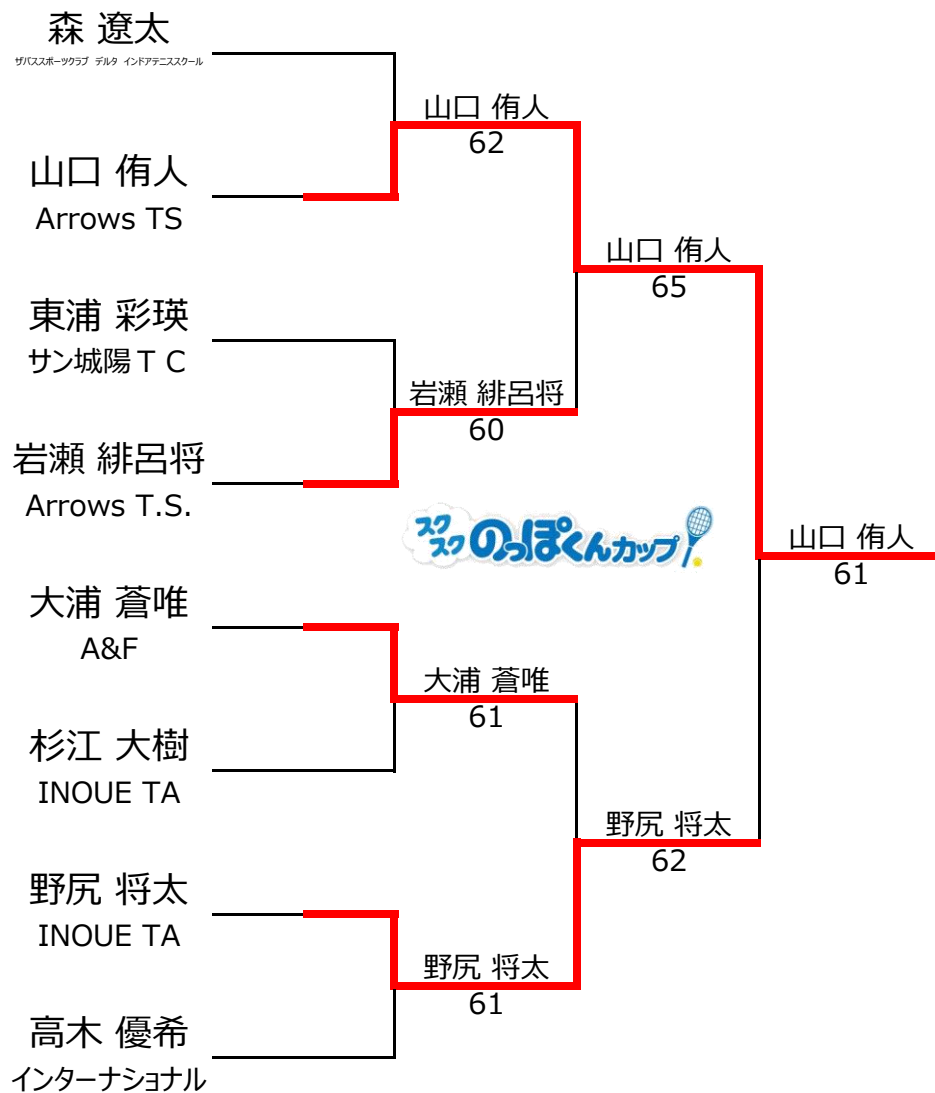 森 遼太
ザバススポーツクラブ デルタ インドアテニススクール
山口 侑人
62
山口 侑人
Arrows TS
山口 侑人
65
東浦 彩瑛
サン城陽ＴＣ
岩瀬 緋呂将
60
岩瀬 緋呂将
Arrows T.S.
スクスク のっぽくんカップ
山口 侑人
61
大浦 蒼唯
A&F
大浦 蒼唯
61
杉江 大樹
INOUE TA
野尻 将太
62
野尻 将太
INOUE TA
野尻 将太
61
高木 優希
インターナショナル